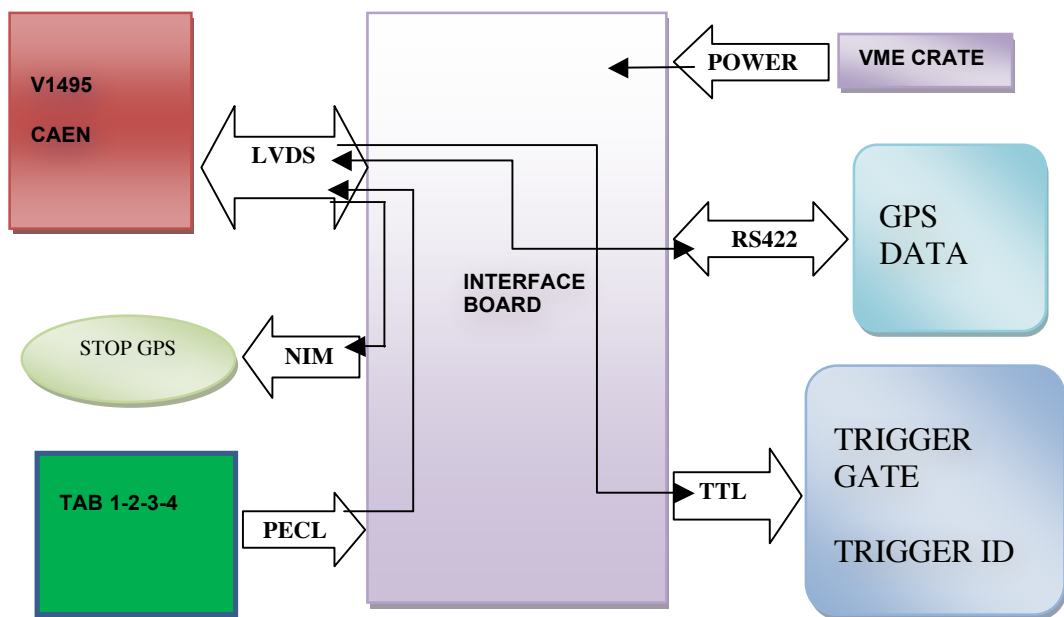 V1495
CAEN
LVDS
POWER
VME CRATE
GPS
DATA
RS422
INTERFACE
BOARD
STOP GPS
NIM
TAB 1-2-3-4
PECL
TTL
TRIGGER
GATE
TRIGGER ID